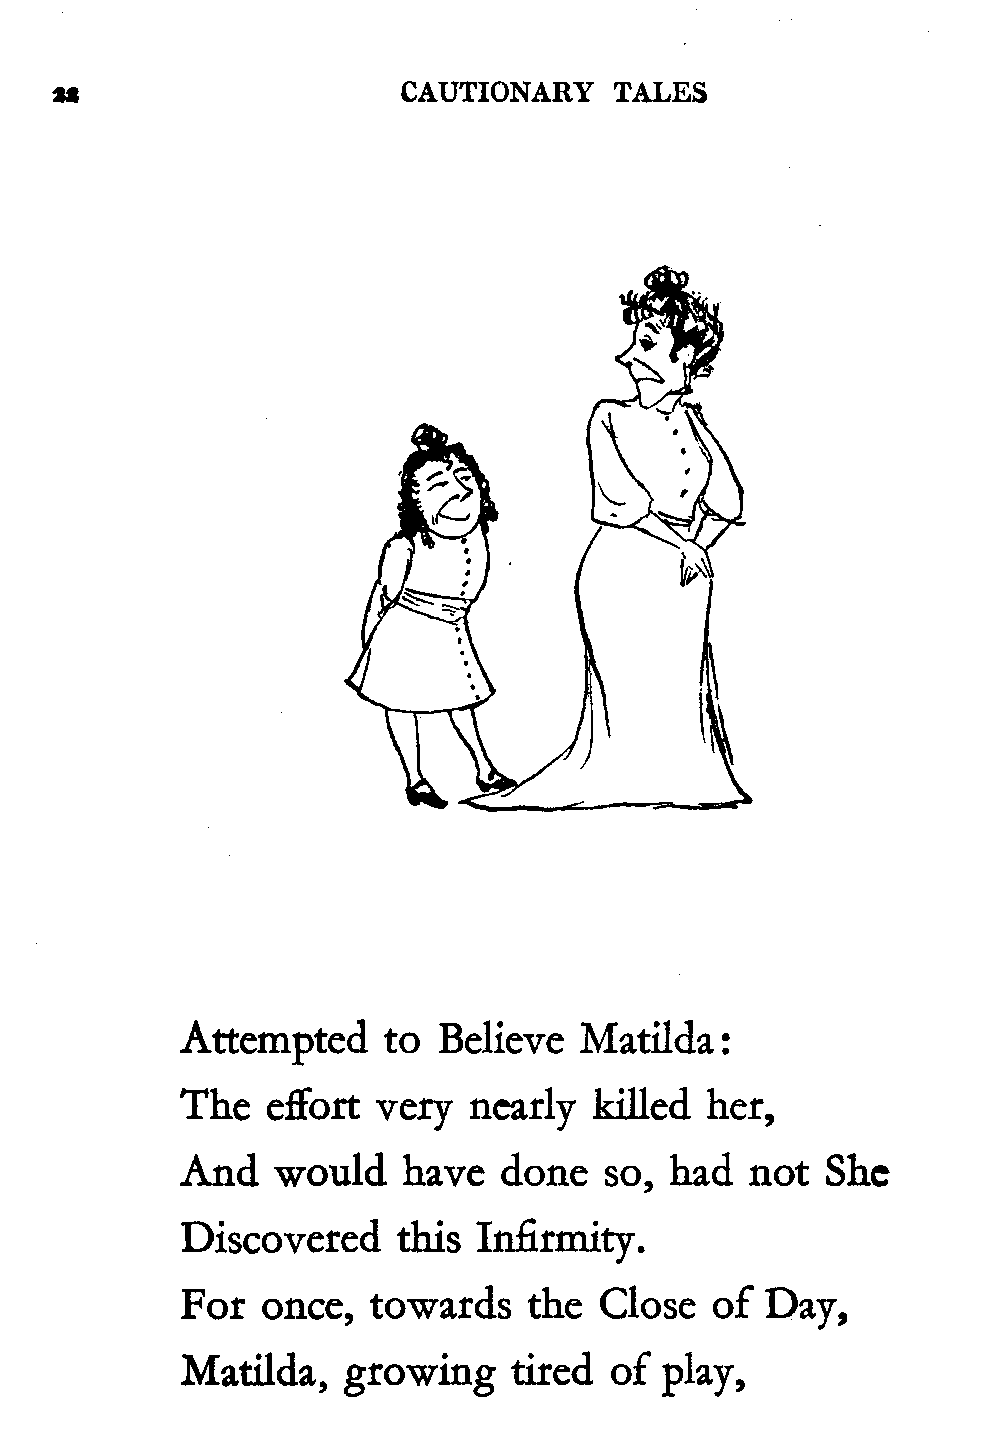 22 CAUTIONARY TALES
Attempted to Believe Matilda:
The effort very nearly killed her,
And would have done so, had not She
Discovered this Infirmity.
For once, towards the Close of Day,
Matilda, growing tired of play,